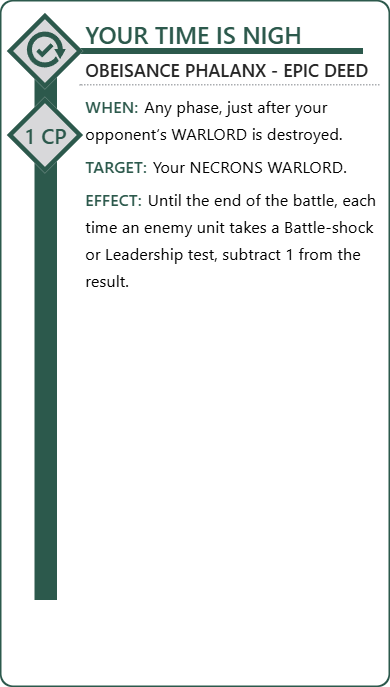 YOUR TIME IS NIGH
OBEISANCE PHALANX - EPIC DEED
1 CP
WHEN: Any phase, just after your
opponent’s WARLORD is destroyed.
TARGET: Your NECRONS WARLORD.
EFFECT: Until the end of the battle, each
time an enemy unit takes a Battle-shock
or Leadership test, subtract 1 from the
result.